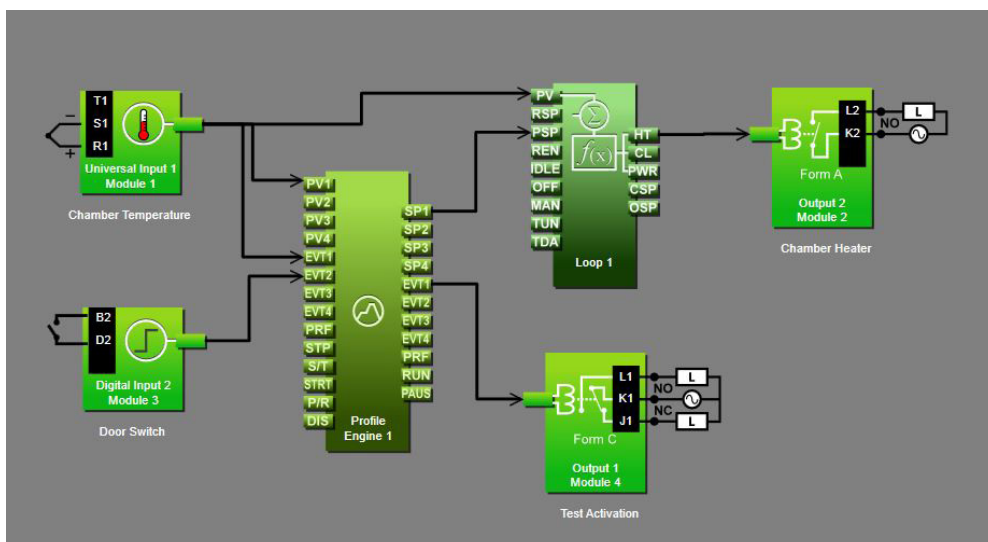 T1
S1
R1
Universal Input 1
Module 1
Chamber Temperature
B2
D2
Digital Input 2
Module 3
Door Switch
PV1
PV2
PV3
PV4
EVT1
EVT2
EVT3
EVT4
PRF
STP
S/T
STRT
P/R
DIS
SP1
SP2
SP3
SP4
EVT1
EVT2
EVT3
EVT4
PRF
RUN
PAUS
Profile
Engine 1
PV
RSP
PSP
REN
IDLE
OFF
MAN
TUN
TDA
Σ
f(x)
HT
CL
PWR
CSP
OSP
Loop 1
L2
K2
NO
L
Form A
Output 2
Module 2
Chamber Heater
L1
K1
J1
NO
NC
L
L
Form C
Output 1
Module 4
Test Activation